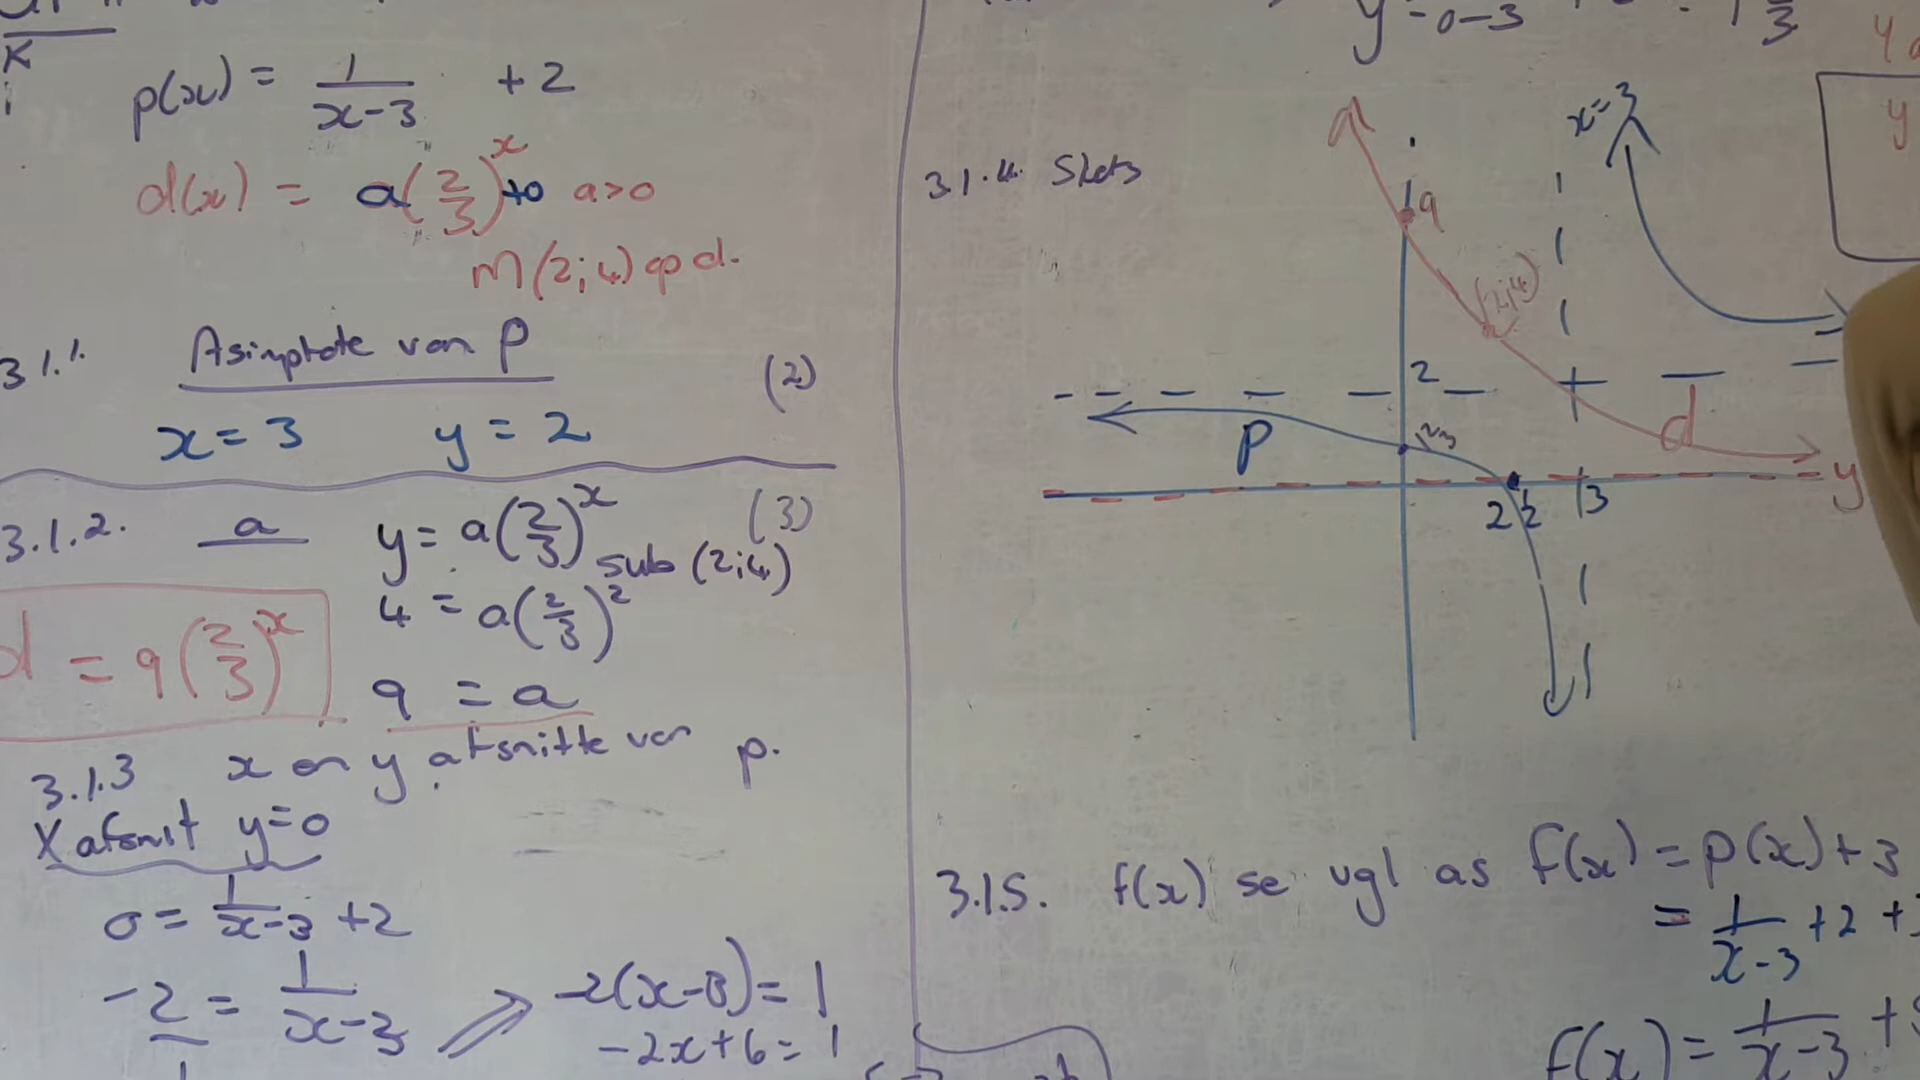 p(x) = 1/(x-3) + 2
d(x) = a(2/3)^x +0 a>0
M(2;4) op d.
3.1.1. Asimptote van p (2)
x = 3 y = 2
3.1.2. a (3)
y = a(2/3)^x
sub (2;4)
4 = a(2/3)^2
9 = a
d = 9(2/3)^x
3.1.3 x en y afsnitte van p.
X afsnit y=0
0 = 1/(x-3) +2
-2 = 1/(x-3)
-2(x-3) = 1
-2x+6 = 1
y = 0-3
3.1.4. Skets
x=3
9
(2;4)
2
p
d
y
2½
3
3.1.5. f(x) se vgl as f(x) = p(x)+3
= 1/(x-3) +2 +
f(x) = 1/(x-3) +
y